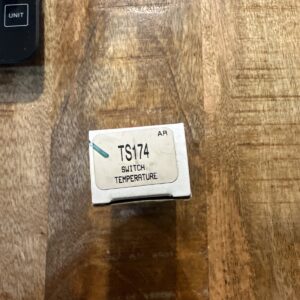 UNIT
AR
TS174
SWITCH
TEMPERATURE